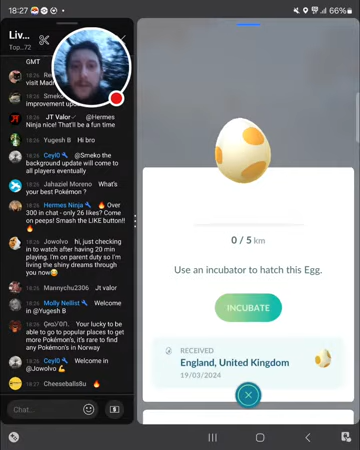 18:27
66%
Liv...
Top...72
GMT
18:26 Re
visit Mad
18:26 Smeko
improvement up
18:26 JT Valor @Hermes
Ninja nice! That'll be a fun time
18:26 Yugesh B Hi bro
18:26 Ceyl0 @Smeko the
background update will come to
all players eventually
18:26 Jahaziel Moreno What's
your best Pokémon ?
18:26 Hermes Ninja 🔥 Over
300 in chat - only 26 likes? Come
on peeps! Smash the LIKE button!!
🔥
18:26 Jowolvo hi, just checking
in to watch after having 20 min
playing. I'm on parent duty so I'm
living the shiny dreams through
you now
18:26 Mannychu2306 Jt valor
18:26 Molly Nellist Welcome
in @Yugesh B
18:26 Your lucky to be
able to go to popular places to get
more Pokémon's, it's rare to find
any Pokémon's in Norway
18:26 Ceyl0 Welcome in
@Jowolvo 💪
18:27 Cheeseballs8u 🔥
Chat...
0 / 5 km
Use an incubator to hatch this Egg.
INCUBATE
RECEIVED
England, United Kingdom
19/03/2024